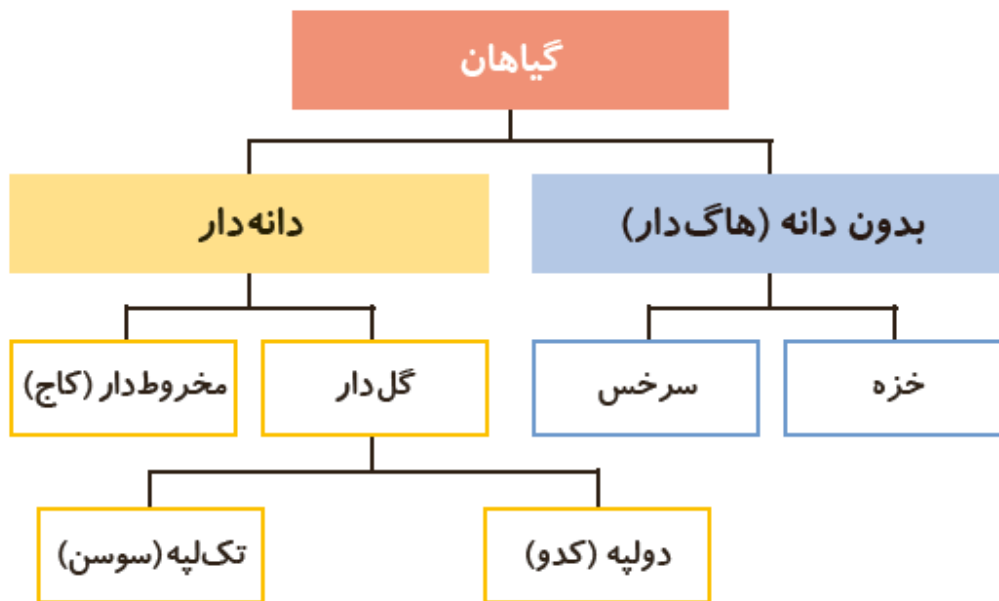 گیاهان
بدون دانه (هاگ‌دار)
دانه‌دار
خزه
سرخس
گل‌دار
مخروط‌دار (کاج)
دولپه (کدو)
تک‌لپه (سوسن)